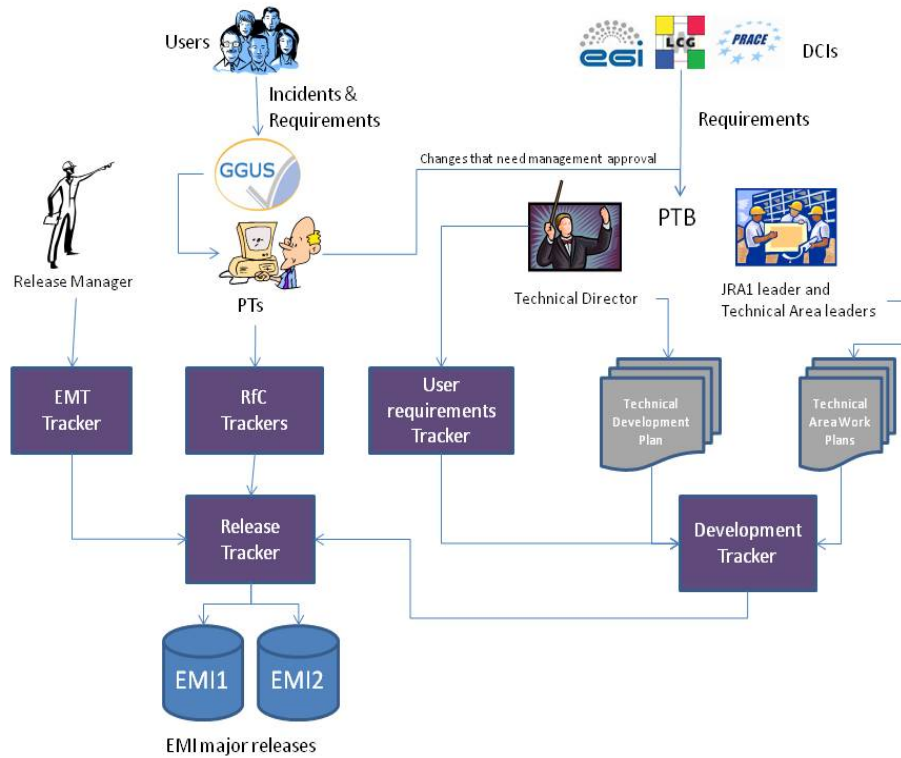 Users
egi
LCG
PRACE
DCIs
Incidents &
Requirements
Requirements
GGUS
Changes that need management approval
PTB
Release Manager
PTs
Technical Director
JRA1 leader and
Technical Area leaders
EMT
Tracker
RfC
Trackers
User
requirements
Tracker
Technical
Development
Plan
Technical
Area Work
Plans
Release
Tracker
Development
Tracker
EMI1
EMI2
EMI major releases